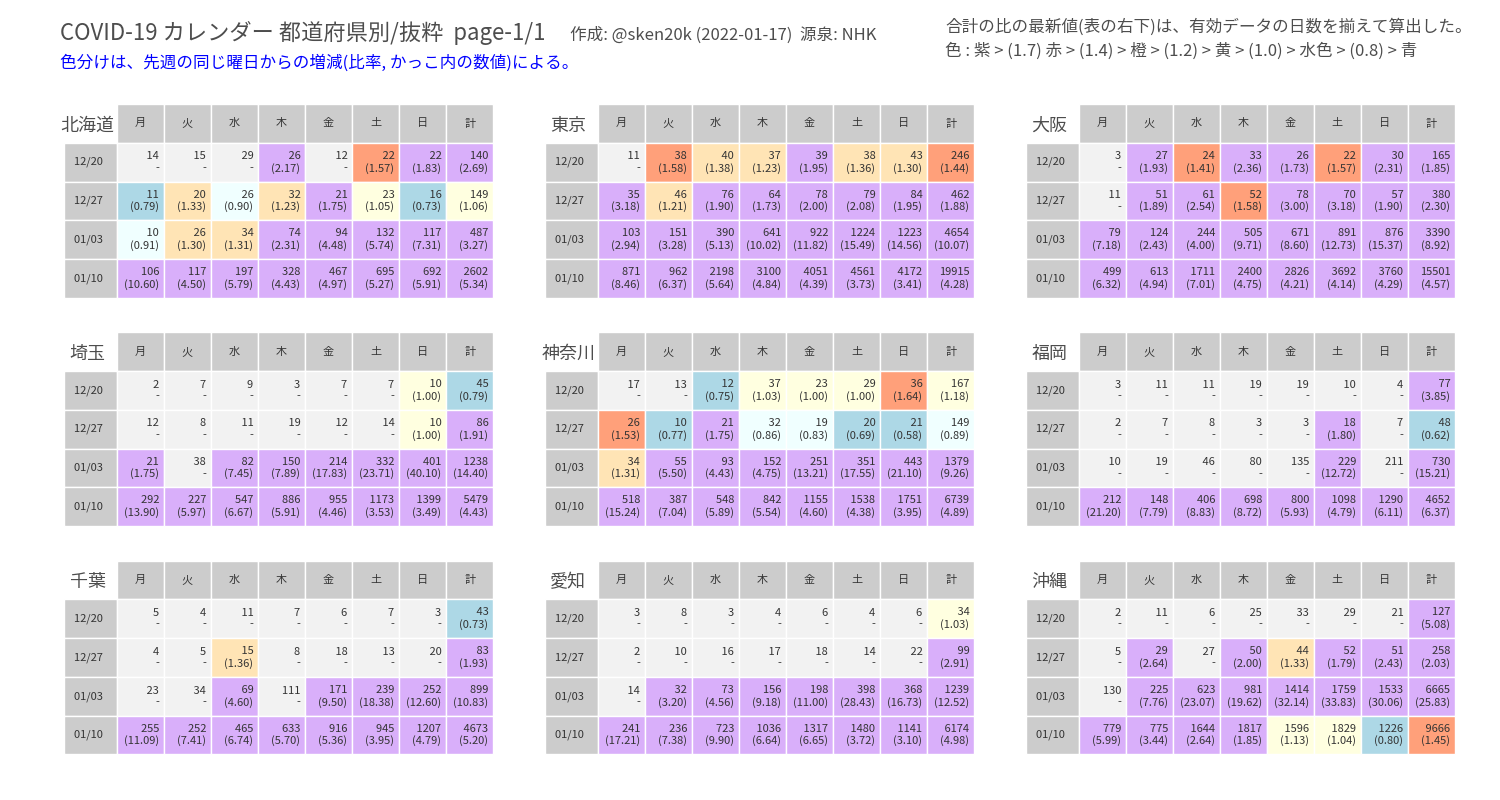 COVID-19 カレンダー 都道府県別/抜粋 page-1/1 作成: @sken20k (2022-01-17) 源泉: NHK
色分けは、先週の同じ曜日からの増減(比率, かっこ内の数値)による。
合計の比の最新値(表の右下)は、有効データの日数を揃えて算出した。
色 : 紫 > (1.7) 赤 > (1.4) > 橙 > (1.2) > 黄 > (1.0) > 水色 > (0.8) > 青
北海道 月 火 水 木 金 土 日 計
12/20 14 15 29 26 12 22 22 140
- - - (2.17) - (1.57) (1.83) (2.69)
12/27 11 20 26 32 21 23 16 149
(0.79) (1.33) (0.90) (1.23) (1.75) (1.05) (0.73) (1.06)
01/03 10 26 34 74 94 132 117 487
(0.91) (1.30) (1.31) (2.31) (4.48) (5.74) (7.31) (3.27)
01/10 106 117 197 328 467 695 692 2602
(10.60) (4.50) (5.79) (4.43) (4.97) (5.27) (5.91) (5.34)
東京 月 火 水 木 金 土 日 計
12/20 11 38 40 37 39 38 43 246
- (1.58) (1.38) (1.23) (1.95) (1.36) (1.30) (1.44)
12/27 35 46 76 64 78 79 84 462
(3.18) (1.21) (1.90) (1.73) (2.00) (2.08) (1.95) (1.88)
01/03 103 151 390 641 922 1224 1223 4654
(2.94) (3.28) (5.13) (10.02) (11.82) (15.49) (14.56) (10.07)
01/10 871 962 2198 3100 4051 4561 4172 19915
(8.46) (6.37) (5.64) (4.84) (4.39) (3.73) (3.41) (4.28)
大阪 月 火 水 木 金 土 日 計
12/20 3 27 24 33 26 22 30 165
- (1.93) (1.41) (2.36) (1.73) (1.57) (2.31) (1.85)
12/27 11 51 61 52 78 70 57 380
- (1.89) (2.54) (1.58) (3.00) (3.18) (1.90) (2.30)
01/03 79 124 244 505 671 891 876 3390
(7.18) (2.43) (4.00) (9.71) (8.60) (12.73) (15.37) (8.92)
01/10 499 613 1711 2400 2826 3692 3760 15501
(6.32) (4.94) (7.01) (4.75) (4.21) (4.14) (4.29) (4.57)
埼玉 月 火 水 木 金 土 日 計
12/20 2 7 9 3 7 7 10 45
- - - - - - (1.00) (0.79)
12/27 12 8 11 19 12 14 10 86
- - - - - - (1.00) (1.91)
01/03 21 38 82 150 214 332 401 1238
(1.75) - (7.45) (7.89) (17.83) (23.71) (40.10) (14.40)
01/10 292 227 547 886 955 1173 1399 5479
(13.90) (5.97) (6.67) (5.91) (4.46) (3.53) (3.49) (4.43)
神奈川 月 火 水 木 金 土 日 計
12/20 17 13 12 37 23 29 36 167
- - (0.75) (1.03) (1.00) (1.00) (1.64) (1.18)
12/27 26 10 21 32 19 20 21 149
(1.53) (0.77) (1.75) (0.86) (0.83) (0.69) (0.58) (0.89)
01/03 34 55 93 152 251 351 443 1379
(1.31) (5.50) (4.43) (4.75) (13.21) (17.55) (21.10) (9.26)
01/10 518 387 548 842 1155 1538 1751 6739
(15.24) (7.04) (5.89) (5.54) (4.60) (4.38) (3.95) (4.89)
福岡 月 火 水 木 金 土 日 計
12/20 3 11 11 19 19 10 4 77
- - - - - - - (3.85)
12/27 2 7 8 3 3 18 7 48
- - - - - (1.80) - (0.62)
01/03 10 19 46 80 135 229 211 730
- - - - - (12.72) - (15.21)
01/10 212 148 406 698 800 1098 1290 4652
(21.20) (7.79) (8.83) (8.72) (5.93) (4.79) (6.11) (6.37)
千葉 月 火 水 木 金 土 日 計
12/20 5 4 11 7 6 7 3 43
- - - - - - - (0.73)
12/27 4 5 15 8 18 13 20 83
- - (1.36) - - - - (1.93)
01/03 23 34 69 111 171 239 252 899
- - (4.60) - (9.50) (18.38) (12.60) (10.83)
01/10 255 252 465 633 916 945 1207 4673
(11.09) (7.41) (6.74) (5.70) (5.36) (3.95) (4.79) (5.20)
愛知 月 火 水 木 金 土 日 計
12/20 3 8 3 4 6 4 6 34
- - - - - - - (1.03)
12/27 2 10 16 17 18 14 22 99
- - - - - - - (2.91)
01/03 14 32 73 156 198 398 368 1239
- (3.20) (4.56) (9.18) (11.00) (28.43) (16.73) (12.52)
01/10 241 236 723 1036 1317 1480 1141 6174
(17.21) (7.38) (9.90) (6.64) (6.65) (3.72) (3.10) (4.98)
沖縄 月 火 水 木 金 土 日 計
12/20 2 11 6 25 33 29 21 127
- - - - - - - (5.08)
12/27 5 29 27 50 44 52 51 258
- (2.64) - (2.00) (1.33) (1.79) (2.43) (2.03)
01/03 130 225 623 981 1414 1759 1533 6665
- (7.76) (23.07) (19.62) (32.14) (33.83) (30.06) (25.83)
01/10 779 775 1644 1817 1596 1829 1226 9666
(5.99) (3.44) (2.64) (1.85) (1.13) (1.04) (0.80) (1.45)